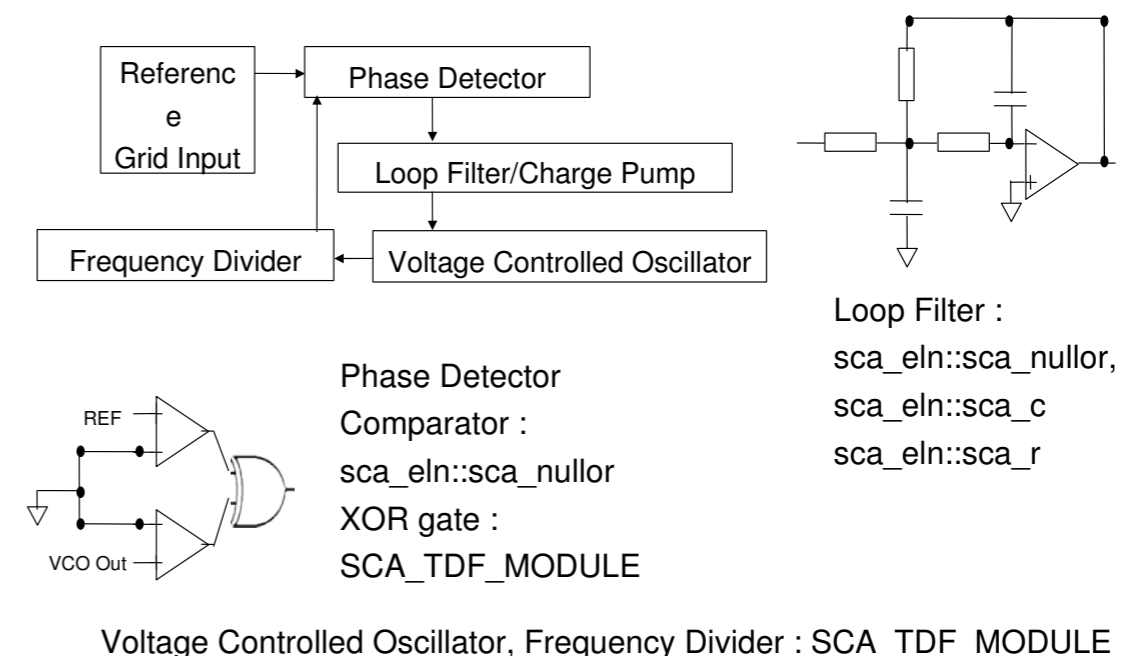 Referenc
e
Grid Input
Phase Detector
Loop Filter/Charge Pump
Frequency Divider
Voltage Controlled Oscillator
Loop Filter :
sca_eln::sca_nullor,
sca_eln::sca_c
sca_eln::sca_r
REF
VCO Out
Phase Detector
Comparator :
sca_eln::sca_nullor
XOR gate :
SCA_TDF_MODULE
Voltage Controlled Oscillator, Frequency Divider : SCA_TDF_MODULE